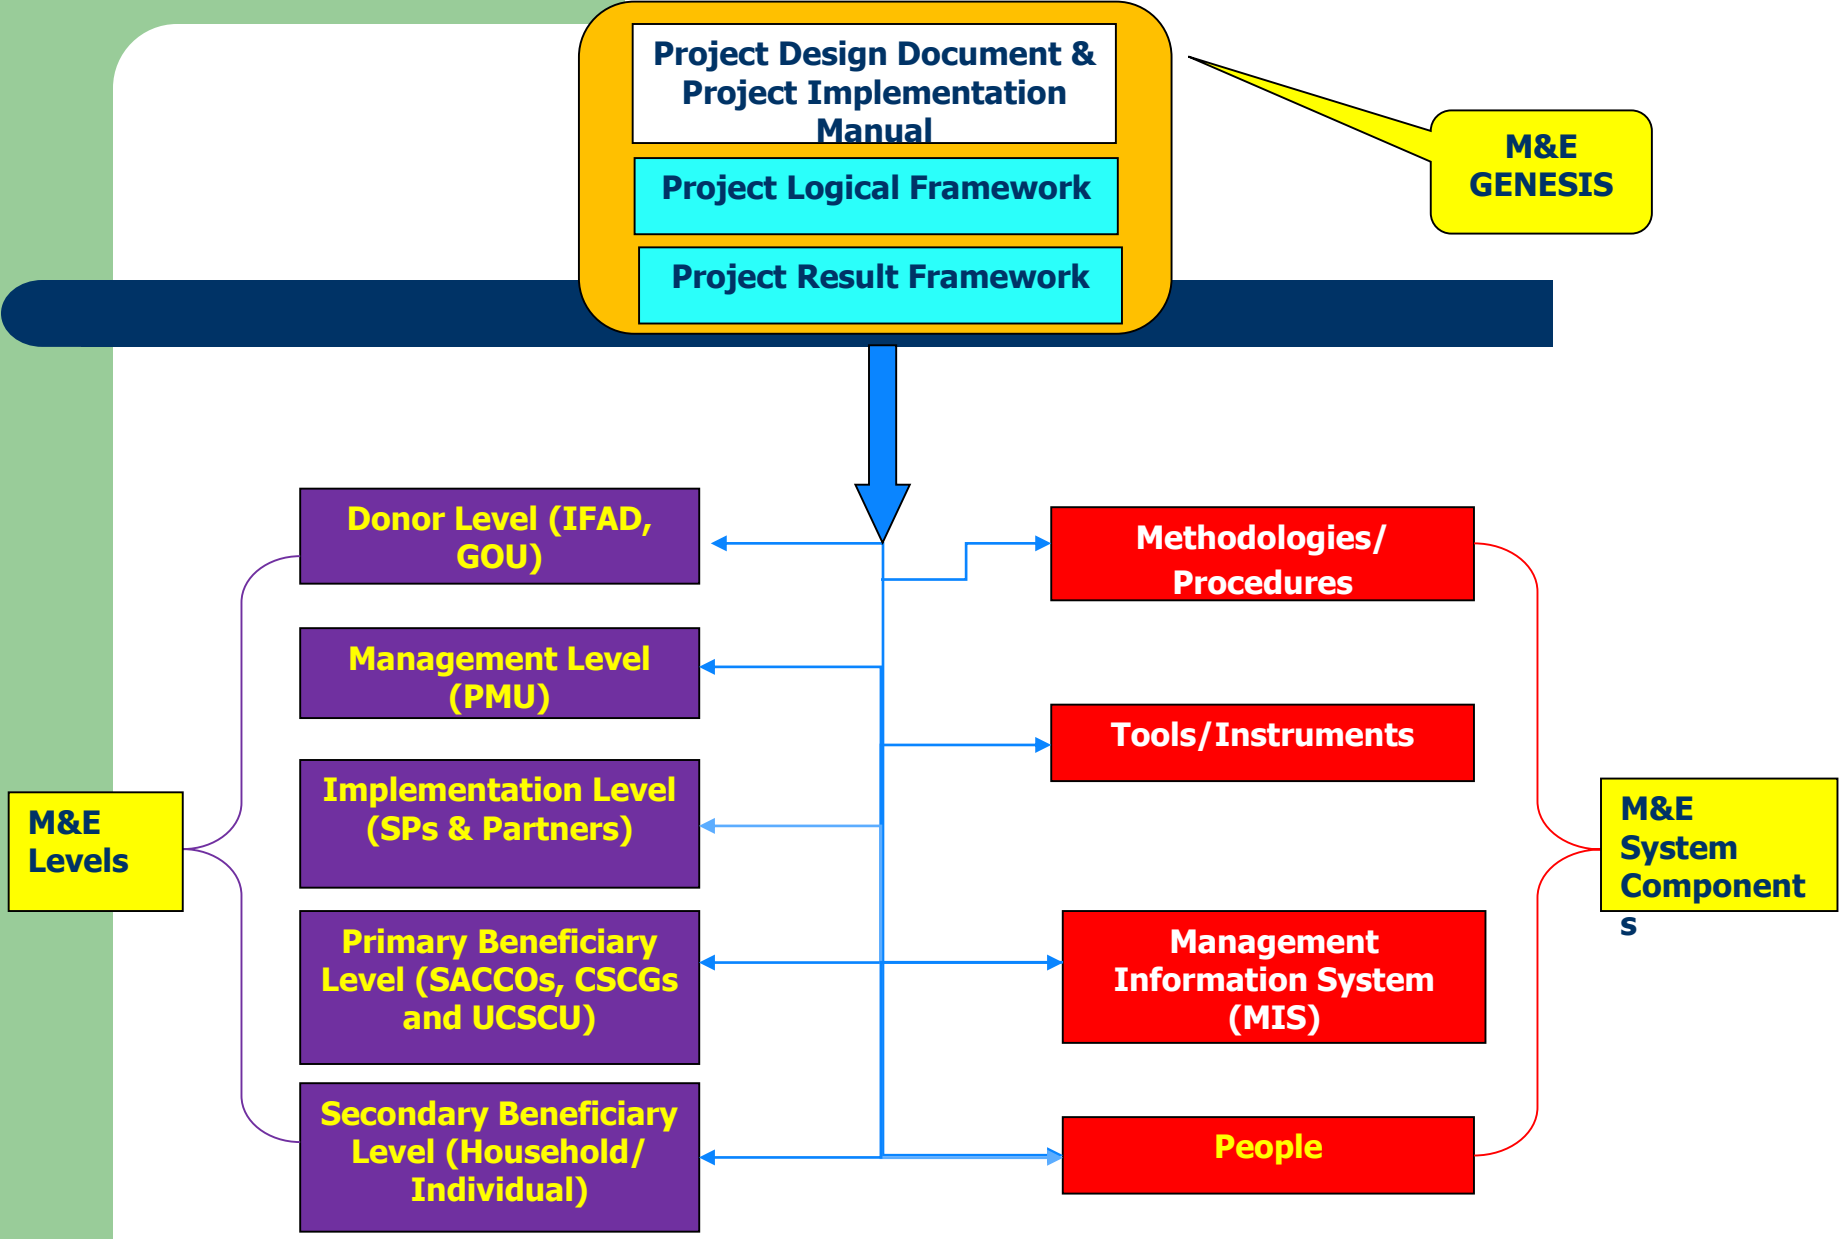 Project Design Document &
Project Implementation
Manual
Project Logical Framework
Project Result Framework
M&E
GENESIS
Donor Level (IFAD,
GOU)
Management Level
(PMU)
Implementation Level
(SPs & Partners)
Primary Beneficiary
Level (SACCOs, CSCGs
and UCSCU)
Secondary Beneficiary
Level (Household/
Individual)
M&E
Levels
Methodologies/
Procedures
Tools/Instruments
Management
Information System
(MIS)
People
M&E
System
Component
s